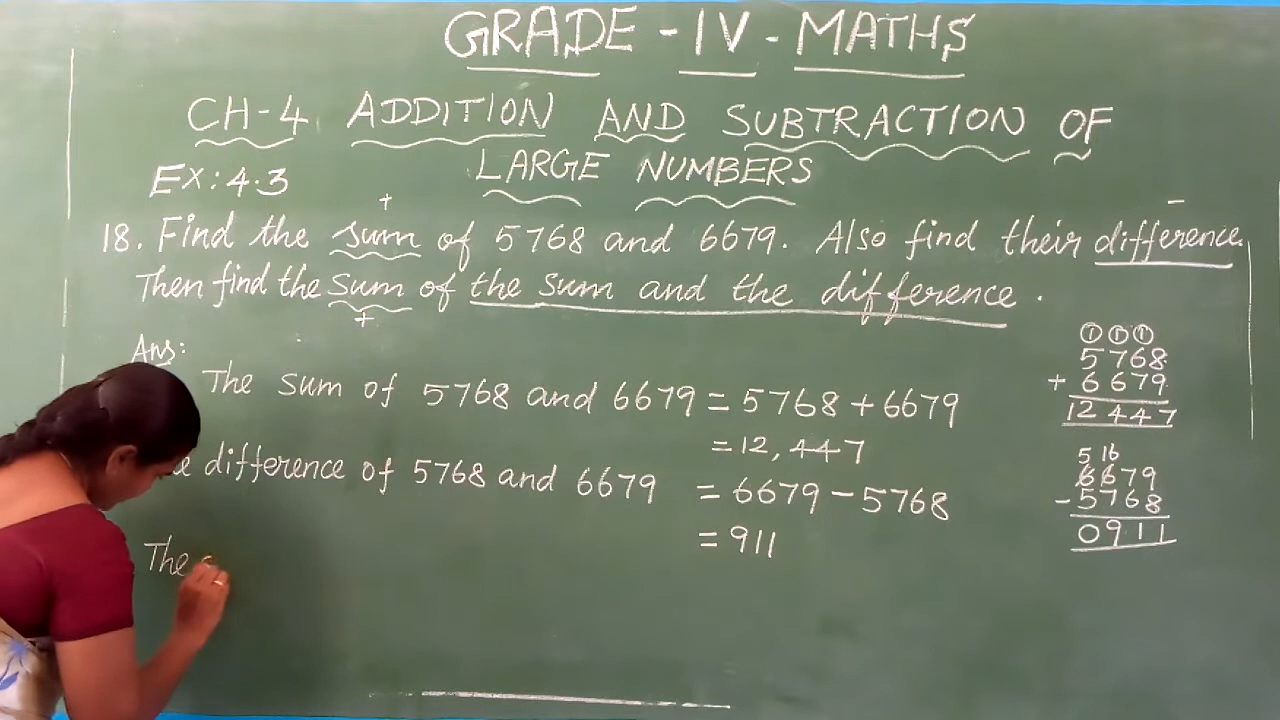 GRADE - IV - MATHS
CH-4 ADDITION AND SUBTRACTION OF
LARGE NUMBERS
Ex: 4.3
+
-
18. Find the sum of 5768 and 6679. Also find their difference.
Then find the sum of the sum and the difference.
+
Ans:
The sum of 5768 and 6679 = 5768 + 6679
= 12,447
difference of 5768 and 6679 = 6679 - 5768
= 911
The
1 1 1
5768
+ 6679
12447
5 16
6679
- 5768
0911